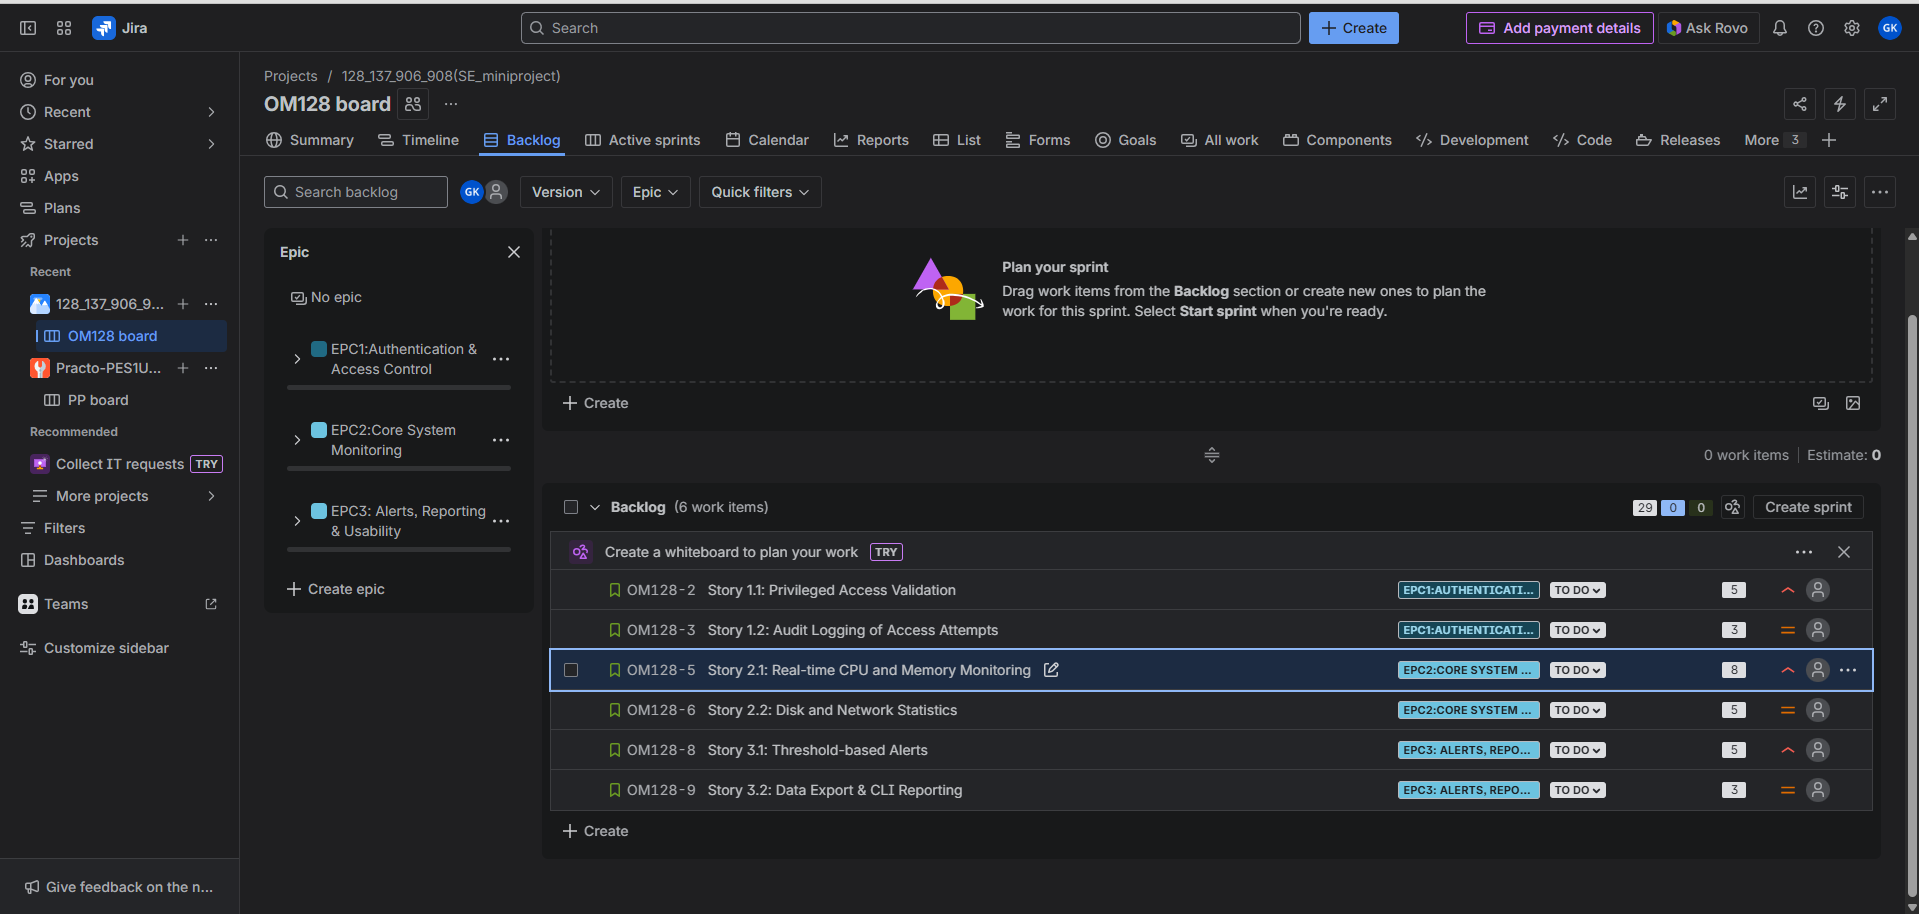 Jira
Search
Create
Add payment details
Ask Rovo
GK
For you
Recent
Starred
Apps
Plans
Projects
Recent
128_137_906_9...
OM128 board
Practo-PES1U...
PP board
Recommended
Collect IT requests TRY
More projects
Filters
Dashboards
Teams
Customize sidebar
Give feedback on the n...
Projects / 128_137_906_908(SE_miniproject)
OM128 board
Summary Timeline Backlog Active sprints Calendar Reports List Forms Goals All work Components Development Code Releases More 3
Search backlog GK Version Epic Quick filters
Epic
No epic
EPC1:Authentication &
Access Control
EPC2:Core System
Monitoring
EPC3: Alerts, Reporting
& Usability
Create epic
Plan your sprint
Drag work items from the Backlog section or create new ones to plan the
work for this sprint. Select Start sprint when you're ready.
Create
0 work items Estimate: 0
Backlog (6 work items) 29 0 0 Create sprint
Create a whiteboard to plan your work TRY
OM128-2 Story 1.1: Privileged Access Validation EPC1:AUTHENTICATI... TO DO 5
OM128-3 Story 1.2: Audit Logging of Access Attempts EPC1:AUTHENTICATI... TO DO 3
OM128-5 Story 2.1: Real-time CPU and Memory Monitoring EPC2:CORE SYSTEM ... TO DO 8
OM128-6 Story 2.2: Disk and Network Statistics EPC2:CORE SYSTEM ... TO DO 5
OM128-8 Story 3.1: Threshold-based Alerts EPC3: ALERTS, REPO... TO DO 5
OM128-9 Story 3.2: Data Export & CLI Reporting EPC3: ALERTS, REPO... TO DO 3
Create